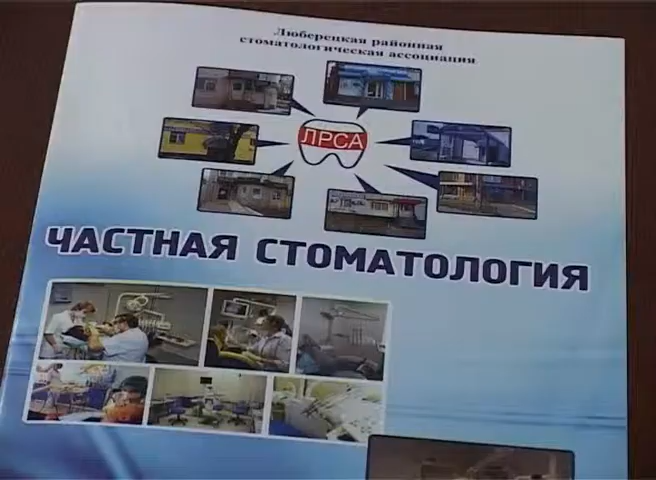 Люберецкая районная
стоматологическая ассоциация
ЛРСА
ЧАСТНАЯ СТОМАТОЛОГИЯ